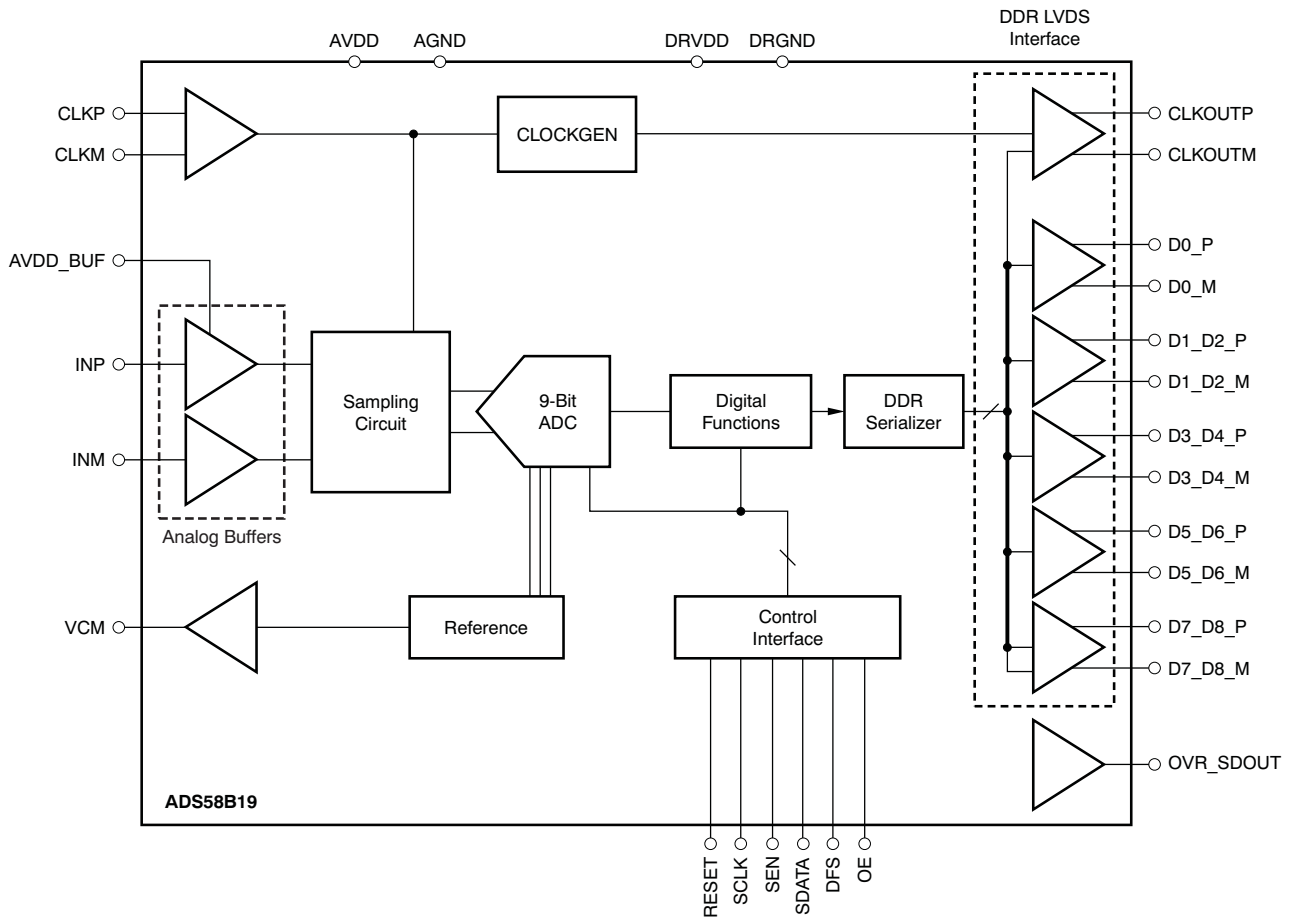 DDR LVDS
Interface
AVDD
AGND
DRVDD
DRGND
CLKP
CLKM
CLOCKGEN
CLKOUTP
CLKOUTM
AVDD_BUF
INP
INM
Analog Buffers
Sampling
Circuit
9-Bit
ADC
Digital
Functions
DDR
Serializer
D0_P
D0_M
D1_D2_P
D1_D2_M
D3_D4_P
D3_D4_M
D5_D6_P
D5_D6_M
D7_D8_P
D7_D8_M
VCM
Reference
Control
Interface
OVR_SDOUT
ADS58B19
RESET
SCLK
SEN
SDATA
DFS
OE